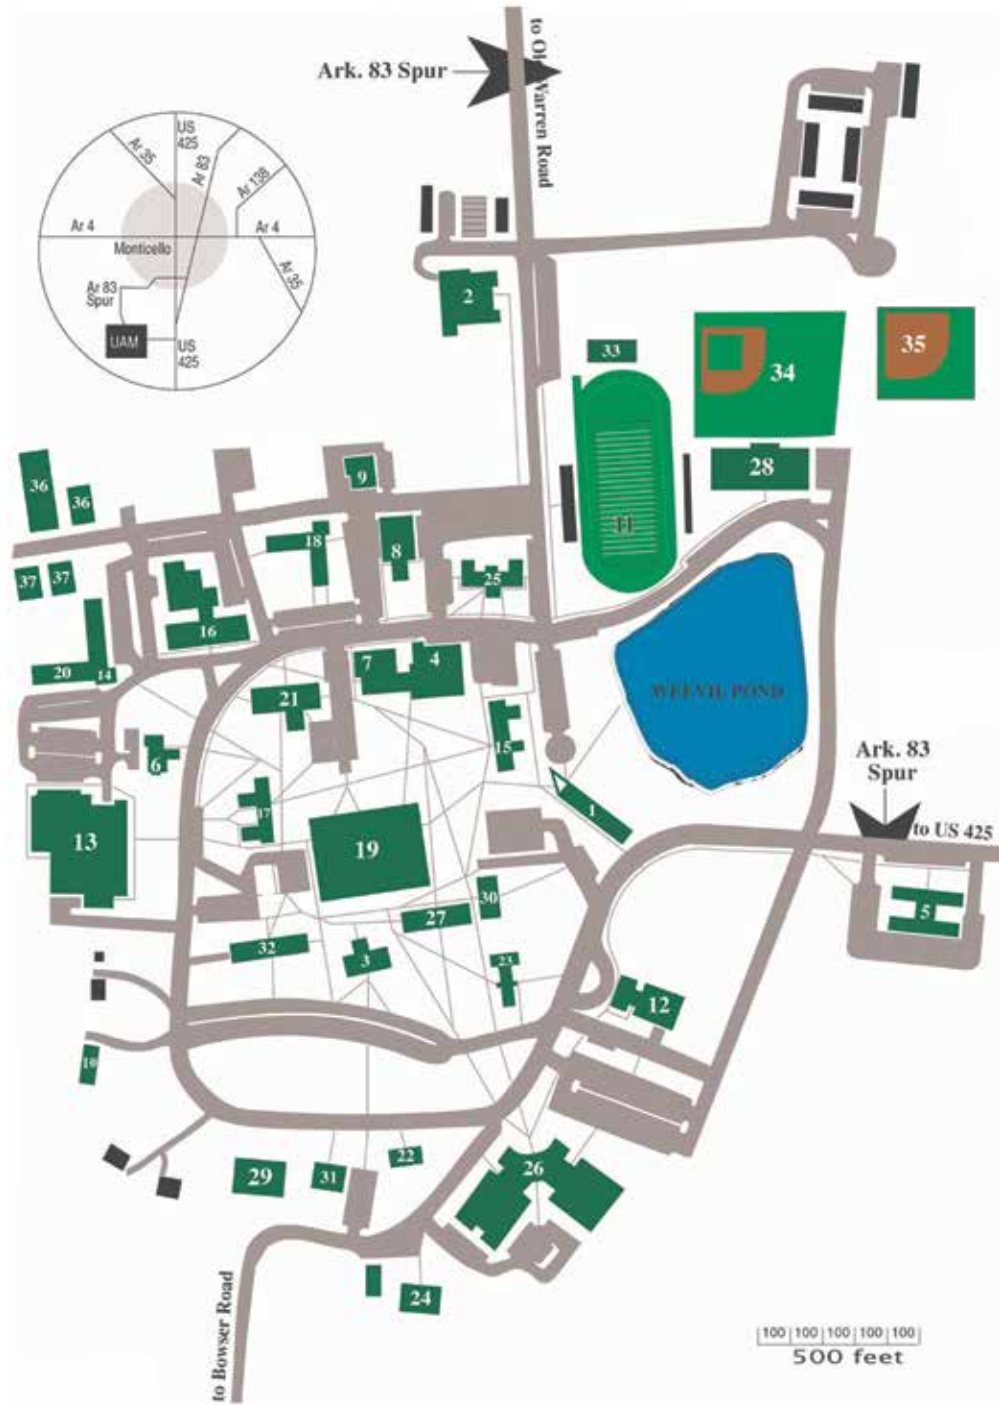 Ark. 83 Spur
to Ol Warren Road
US
425
Ar 35
Ar 83
Ar 138
Ar 4
Ar 4
Monticello
Ar 35
Ar 83
Spur
UAM
US
425
2
33
34
35
28
36
36
9
11
18
8
25
37
37
16
20
14
7
4
21
WEEVIL POND
15
6
Ark. 83
Spur
17
1
13
19
to US 425
30
27
5
32
3
23
12
10
22
26
29
31
24
to Bowser Road
100 100 100 100 100
500 feet